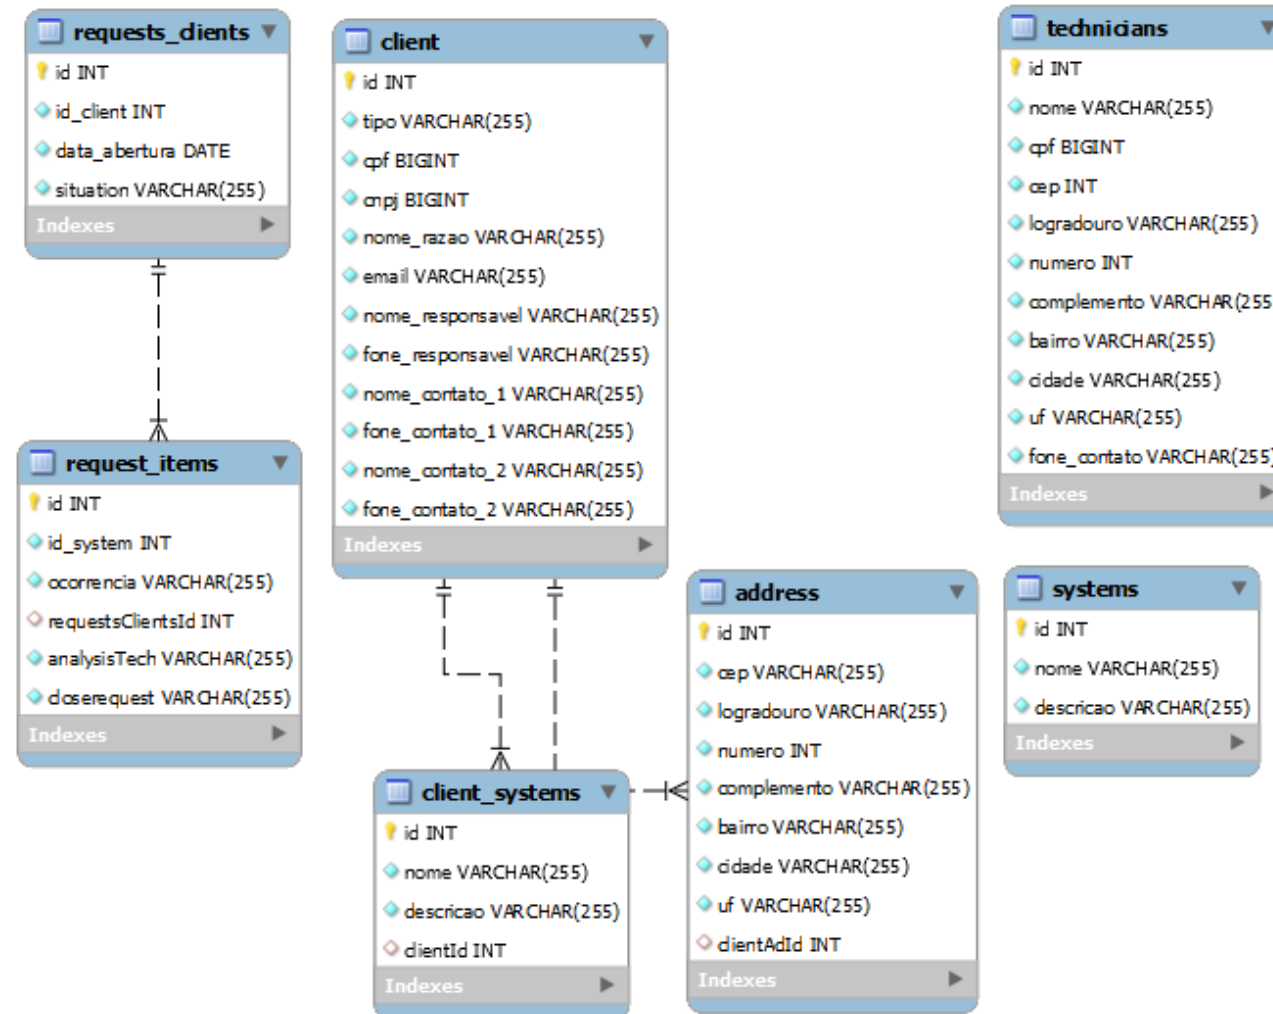 requests_clients
id INT
id_client INT
data_abertura DATE
situation VARCHAR(255)
Indexes
client
id INT
tipo VARCHAR(255)
cpf BIGINT
cnpj BIGINT
nome_razao VARCHAR(255)
email VARCHAR(255)
nome_responsavel VARCHAR(255)
fone_responsavel VARCHAR(255)
nome_contato_1 VARCHAR(255)
fone_contato_1 VARCHAR(255)
nome_contato_2 VARCHAR(255)
fone_contato_2 VARCHAR(255)
Indexes
technicians
id INT
nome VARCHAR(255)
cpf BIGINT
cep INT
logradouro VARCHAR(255)
numero INT
complemento VARCHAR(255
bairro VARCHAR(255)
cidade VARCHAR(255)
uf VARCHAR(255)
fone_contato VARCHAR(255)
Indexes
request_items
id INT
id_system INT
ocorrencia VARCHAR(255)
requestsClientsId INT
analysisTech VARCHAR(255)
closerequest VARCHAR(255)
Indexes
client_systems
id INT
nome VARCHAR(255)
descricao VARCHAR(255)
clientId INT
Indexes
address
id INT
cep VARCHAR(255)
logradouro VARCHAR(255)
numero INT
complemento VARCHAR(255)
bairro VARCHAR(255)
cidade VARCHAR(255)
uf VARCHAR(255)
clientAdId INT
Indexes
systems
id INT
nome VARCHAR(255)
descricao VARCHAR(255)
Indexes